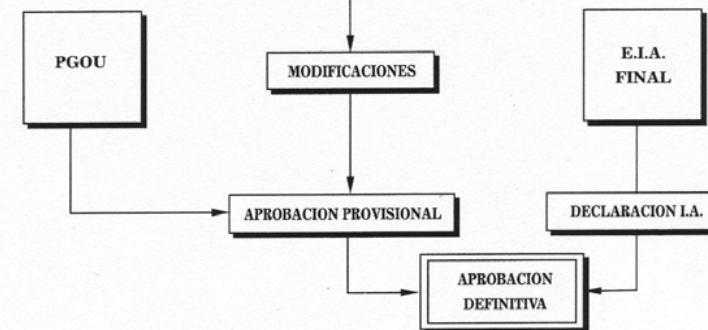 PGOU
MODIFICACIONES
E.I.A.
FINAL
APROBACION PROVISIONAL
DECLARACION I.A.
APROBACION
DEFINITIVA